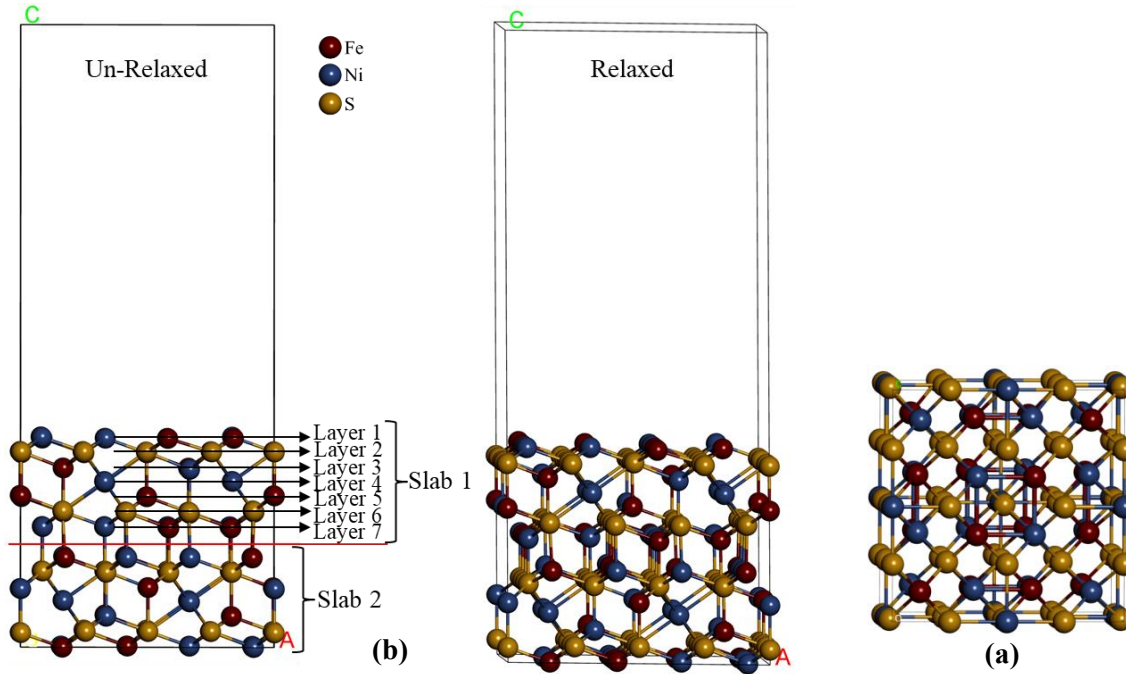 C
Un-Relaxed
Fe
Ni
S
C
Relaxed
Layer 1
Layer 2
Layer 3
Layer 4
Layer 5
Layer 6
Layer 7
Slab 1
Slab 2
A
(b)
A
(a)